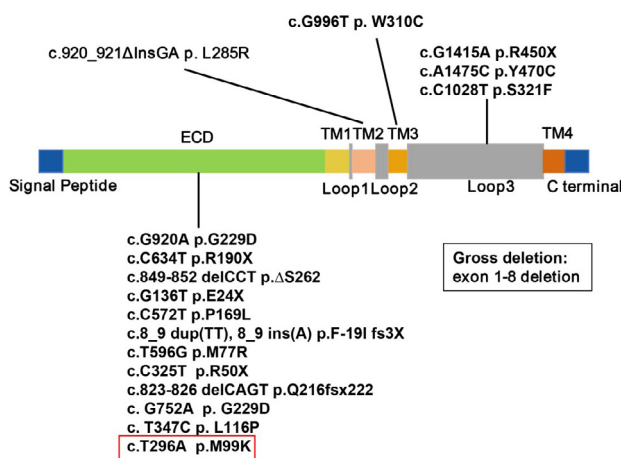 c.G996T p. W310C
c.920_921ΔInsGA p. L285R
c.G1415A p.R450X
c.A1475C p.Y470C
c.C1028T p.S321F
ECD TM1 TM2 TM3 TM4
Signal Peptide Loop1 Loop2 Loop3 C terminal
c.G920A p.G229D
c.C634T p.R190X
c.849-852 delCCT p.ΔS262
c.G136T p.E24X
c.C572T p.P169L
c.8_9 dup(TT), 8_9 ins(A) p.F-19I fs3X
c.T596G p.M77R
c.C325T p.R50X
c.823-826 delCAGT p.Q216fsx222
c. G752A p. G229D
c. T347C p. L116P
c.T296A p.M99K
Gross deletion:
exon 1-8 deletion